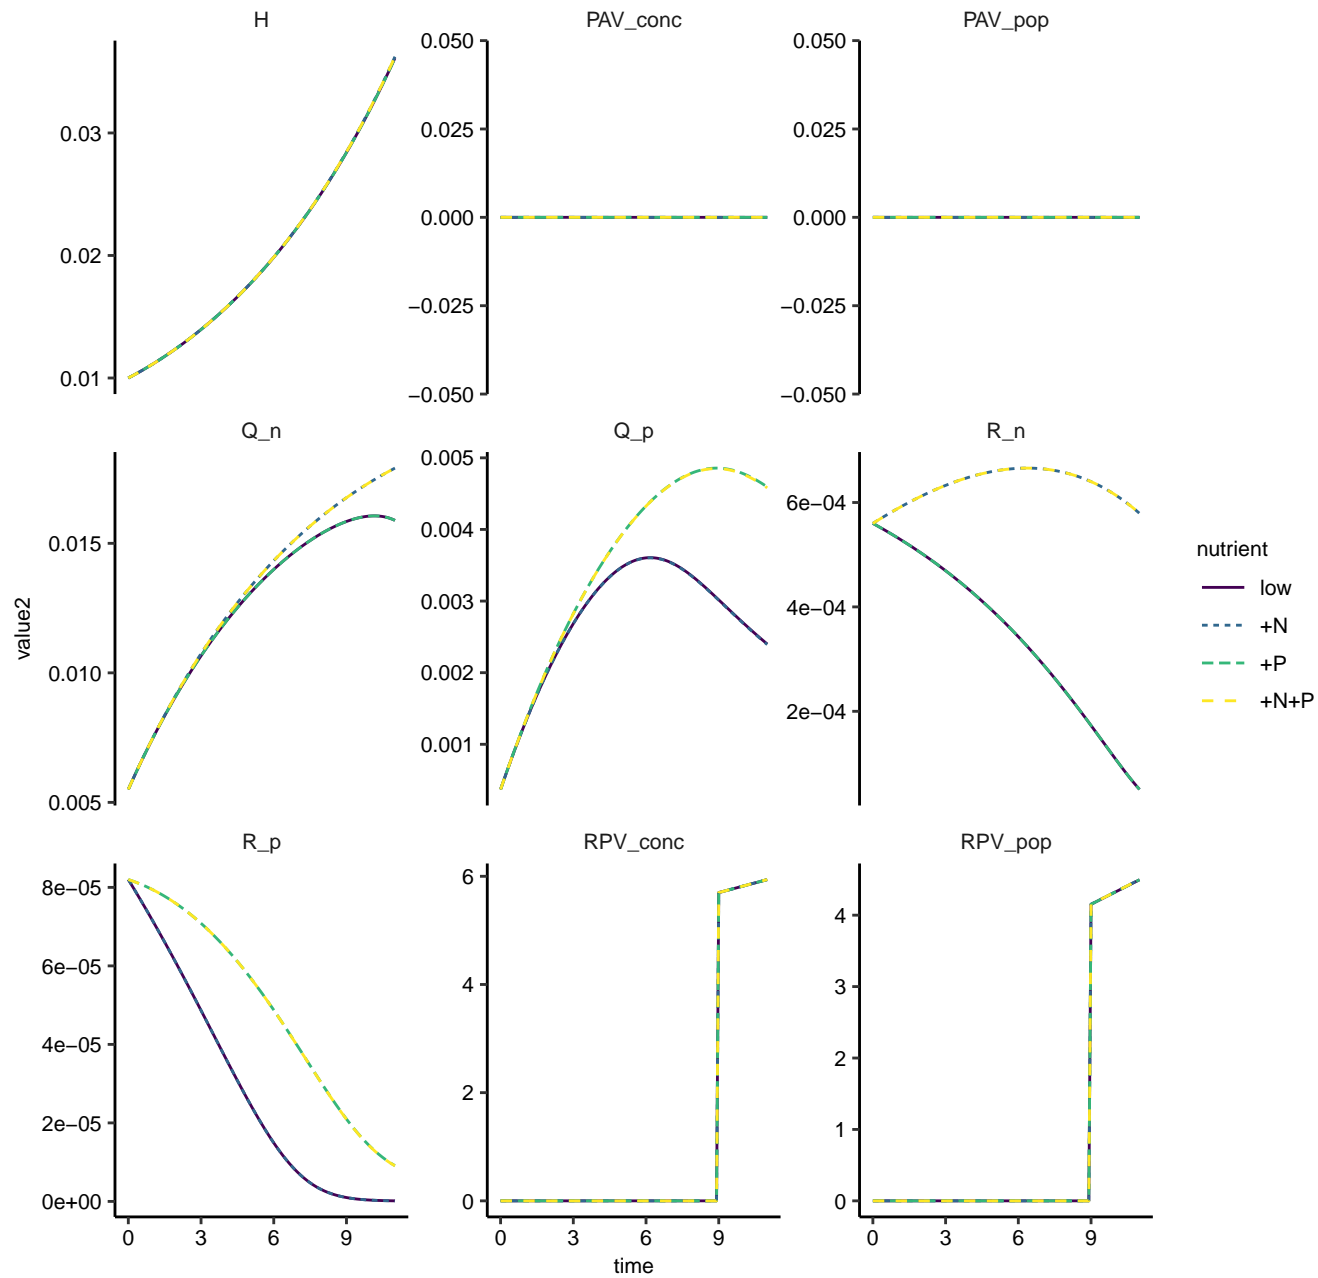 H PAV_conc PAV_pop
0.03
0.02
0.01
0.050
0.025
0.000
−0.025
−0.050
0.050
0.025
0.000
−0.025
−0.050
Q_n Q_p R_n
0.015
0.010
0.005
0.005
0.004
0.003
0.002
0.001
6e−04
4e−04
2e−04
R_p RPV_conc RPV_pop
8e−05
6e−05
4e−05
2e−05
0e+00
6
4
2
0
4
3
2
1
0
0 3 6 9
0 3 6 9
0 3 6 9
time
value2
nutrient
low
+N
+P
+N+P